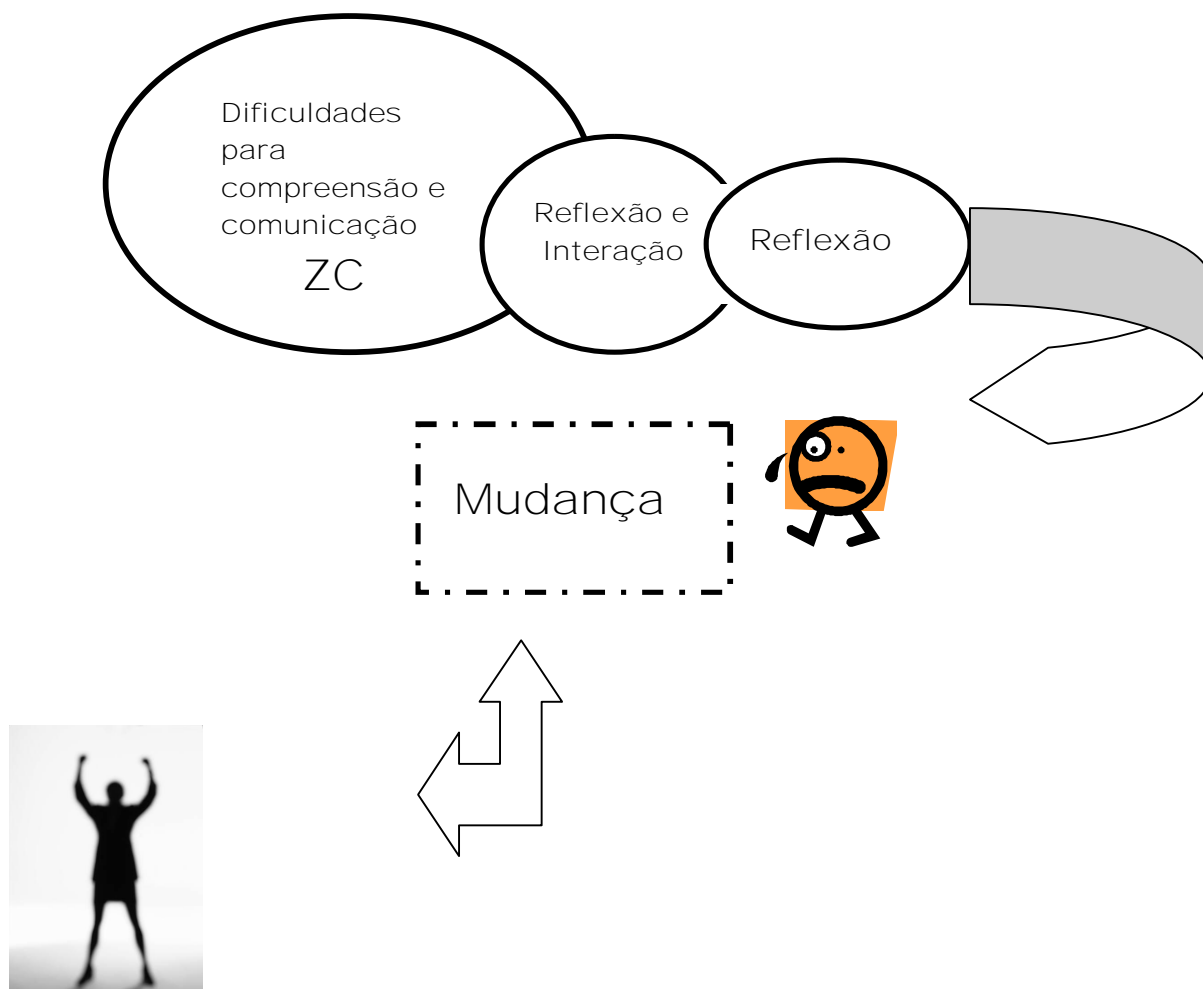 Dificuldades
para
compreensão e
comunicação
ZC
Reflexão e
Interação
Reflexão
Mudança